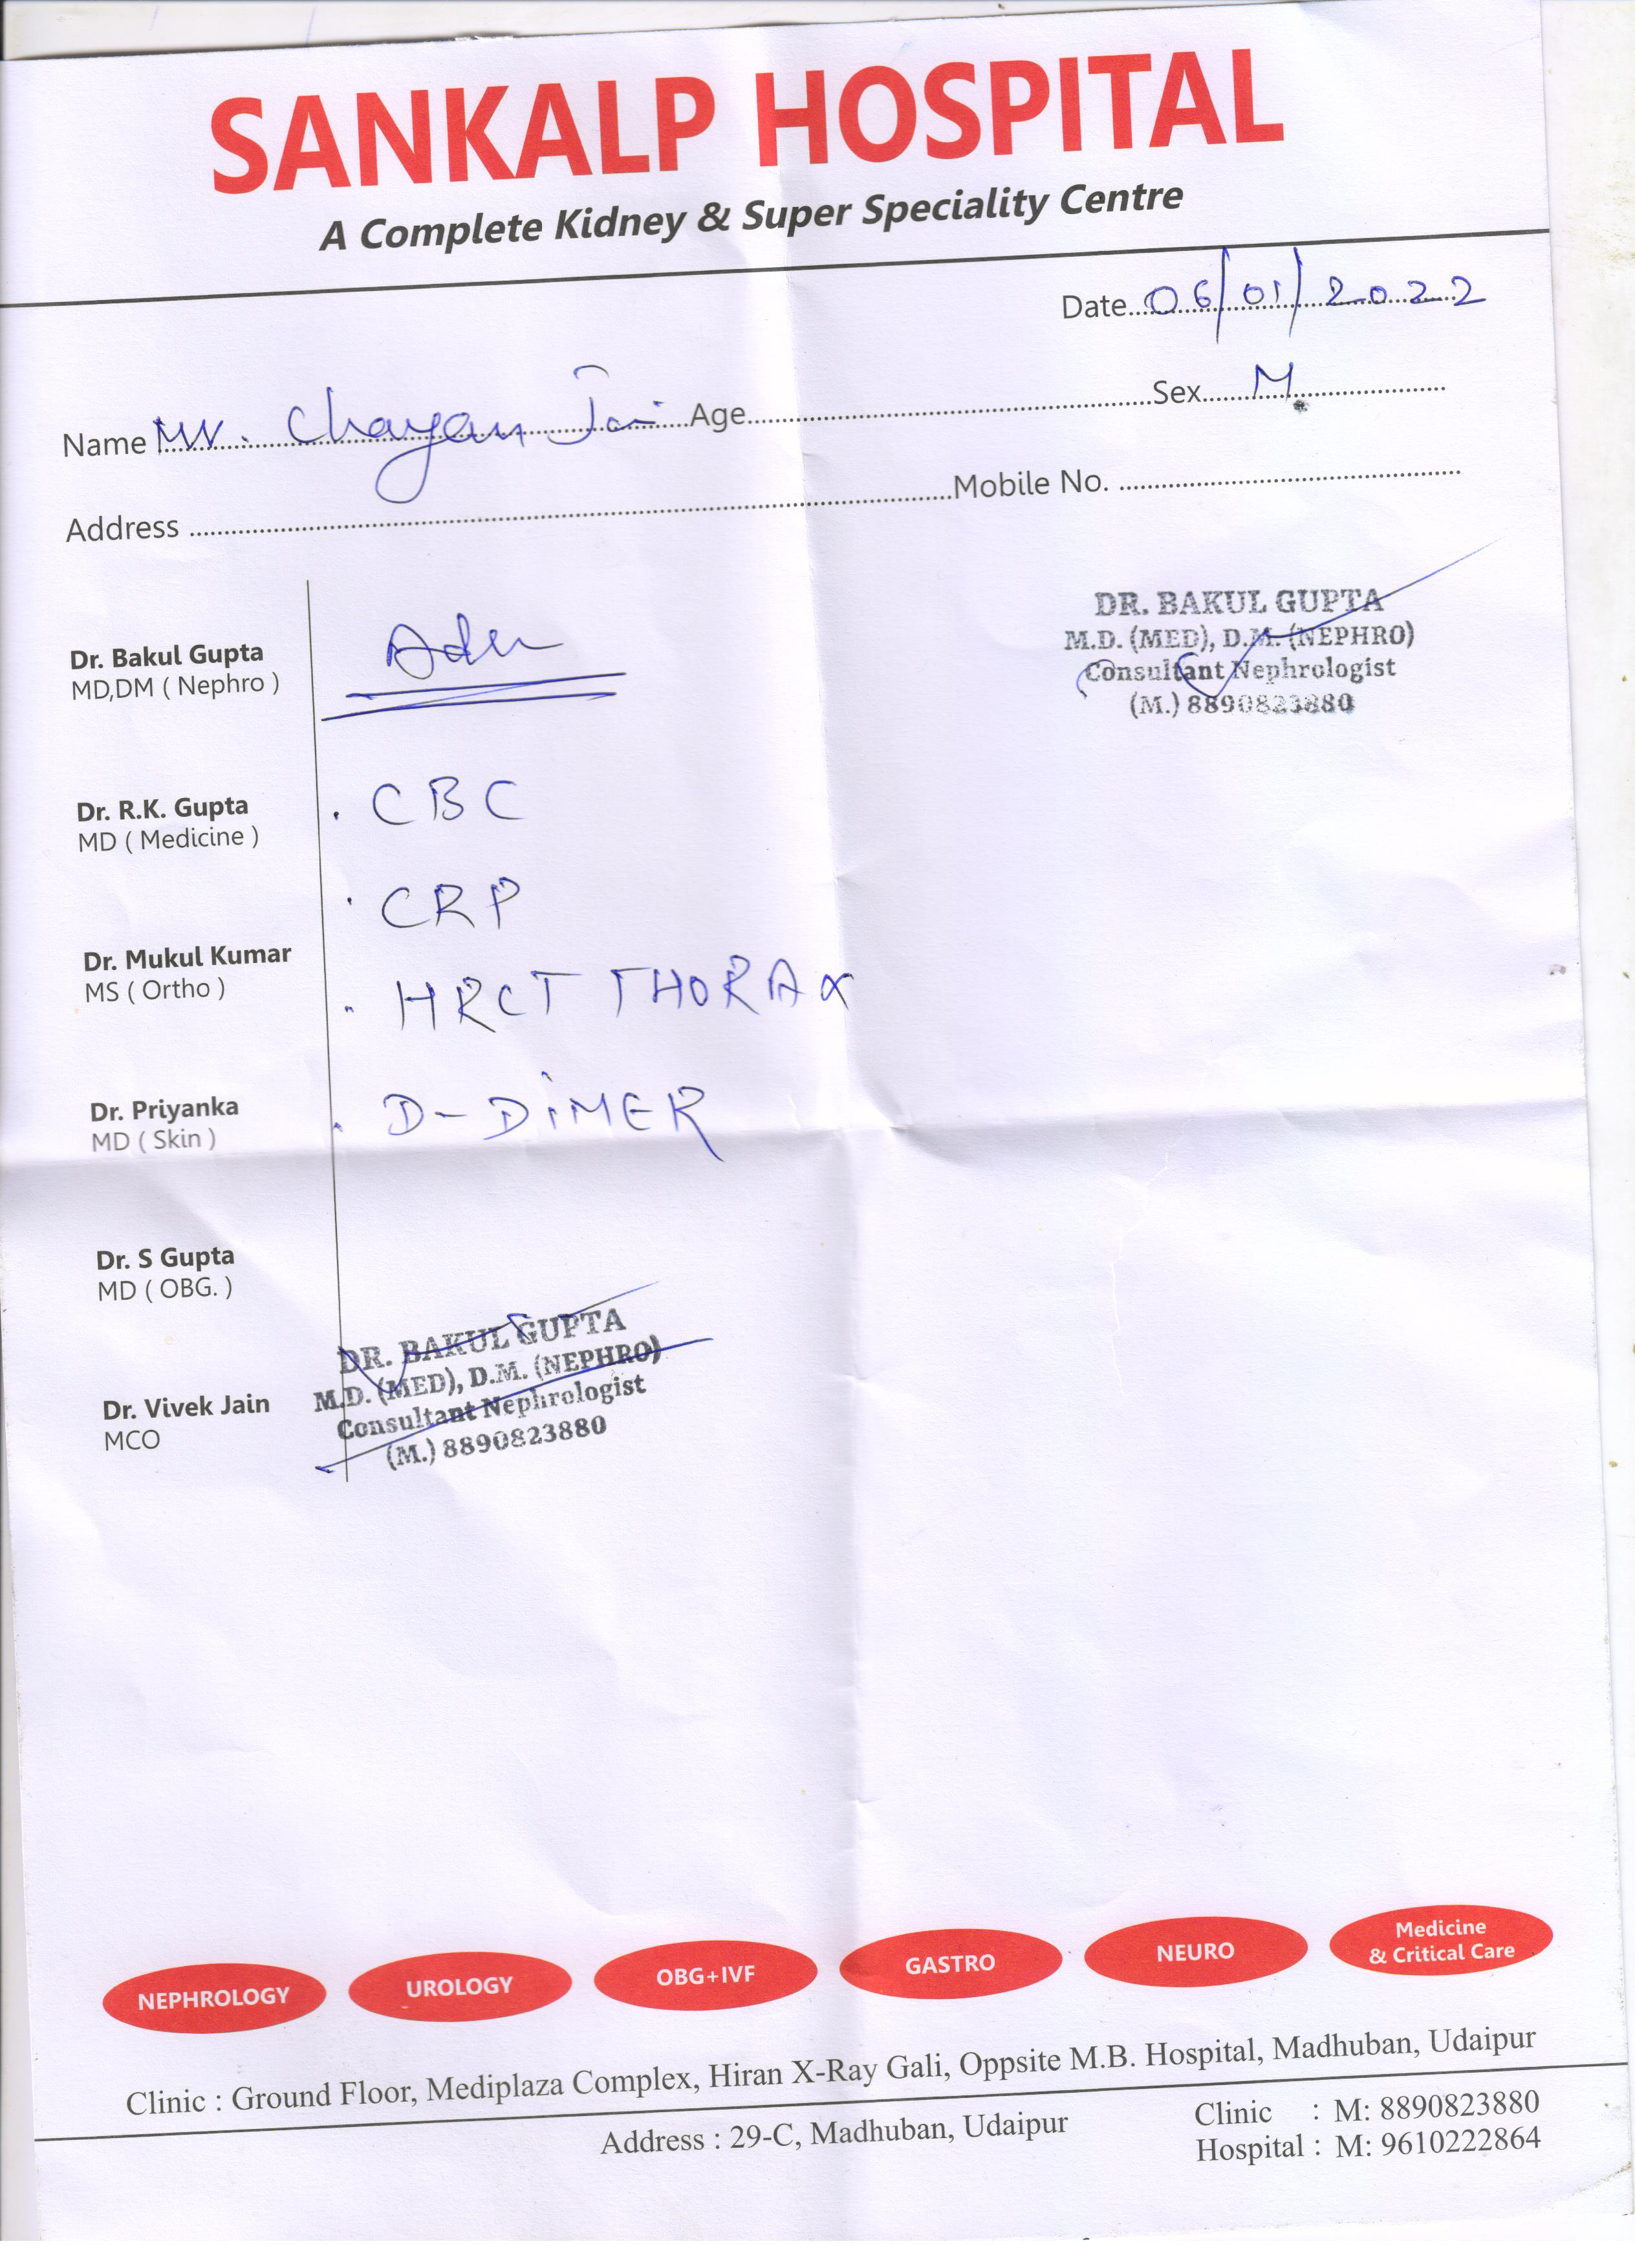 SANKALP HOSPITAL
A Complete Kidney & Super Speciality Centre
Date 06/01/2022
Name Mr. Chayan Jain Age Sex M.
Address Mobile No.
DR. BAKUL GUPTA
M.D. (MED), D.M. (NEPHRO)
Consultant Nephrologist
(M.) 8890823880
Dr. Bakul Gupta
MD,DM ( Nephro )
Dr. R.K. Gupta
MD ( Medicine )
Dr. Mukul Kumar
MS ( Ortho )
Dr. Priyanka
MD ( Skin )
Dr. S Gupta
MD ( OBG. )
Dr. Vivek Jain
MCO
. CBC
. CRP
. HRCT THORAX
. D-DiMER
DR. BAKUL GUPTA
M.D. (MED), D.M. (NEPHRO)
Consultant Nephrologist
(M.) 8890823880
NEPHROLOGY UROLOGY OBG+IVF GASTRO NEURO Medicine & Critical Care
Clinic : Ground Floor, Mediplaza Complex, Hiran X-Ray Gali, Oppsite M.B. Hospital, Madhuban, Udaipur
Address : 29-C, Madhuban, Udaipur
Clinic : M: 8890823880
Hospital : M: 9610222864